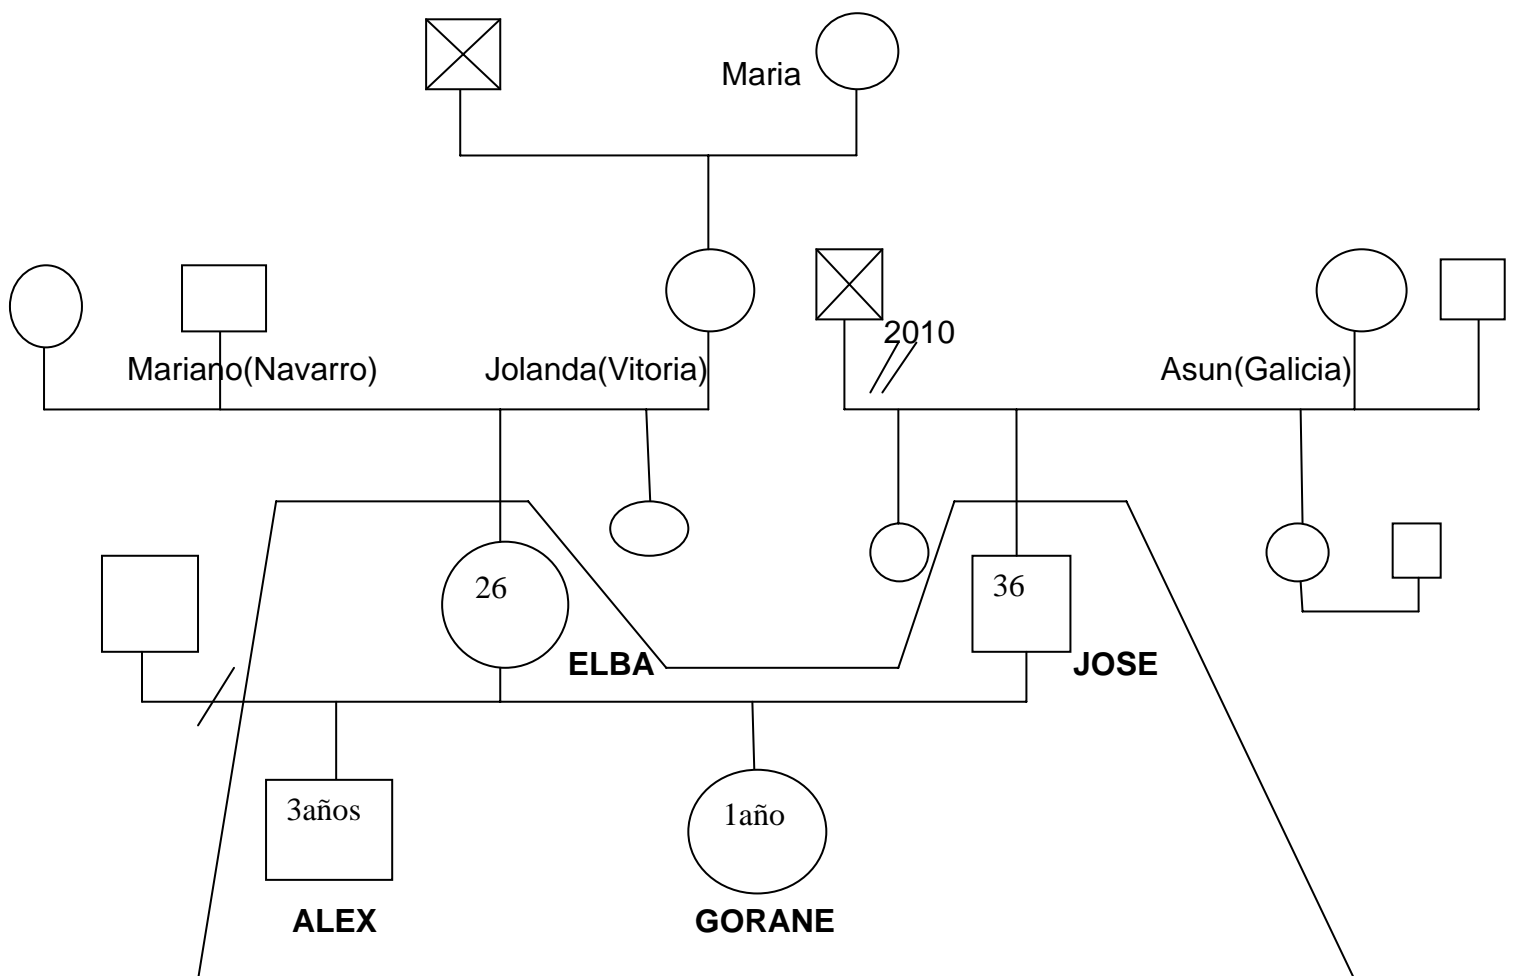 Maria
2010
Mariano(Navarro)
Jolanda(Vitoria)
Asun(Galicia)
26
36
ELBA
JOSE
3años
1año
ALEX
GORANE